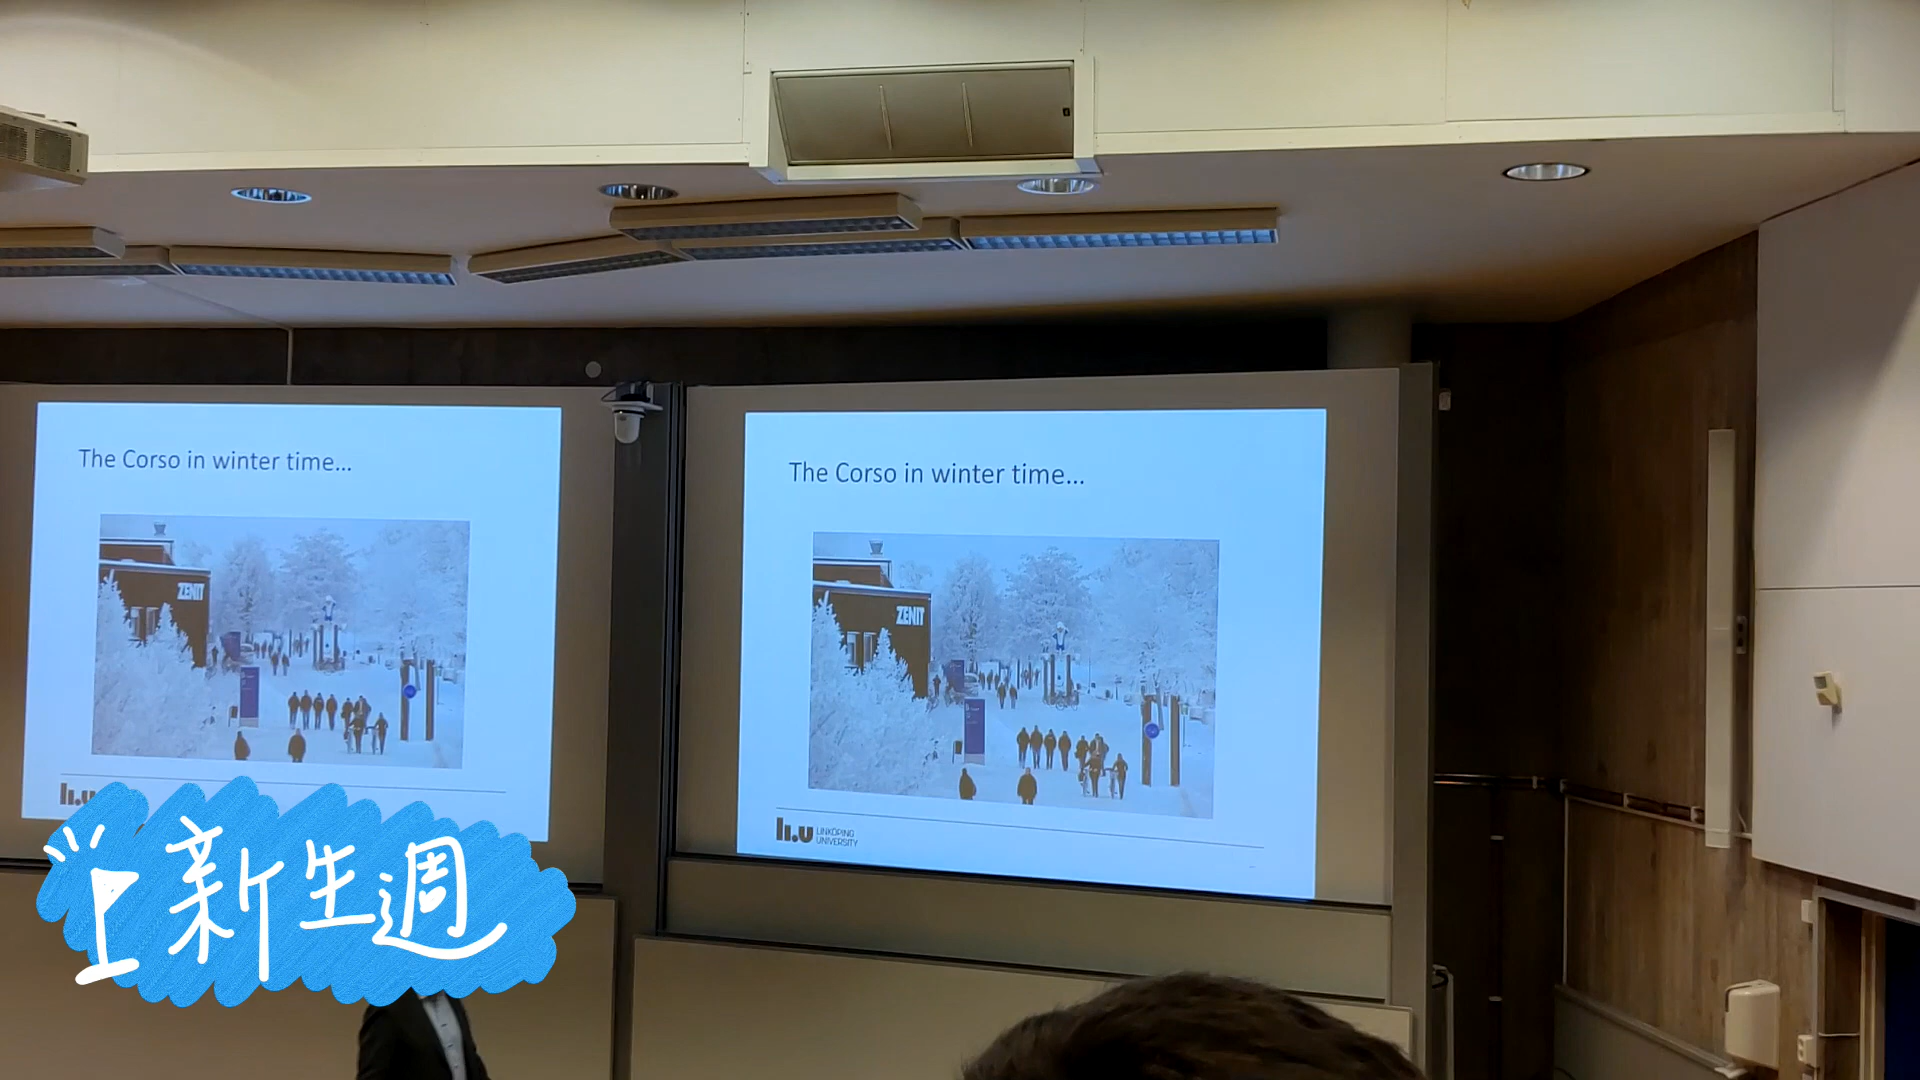 The Corso in winter time...
ZENIT
li.u
The Corso in winter time...
ZENIT
li.u LINKÖPING
UNIVERSITY
新生週